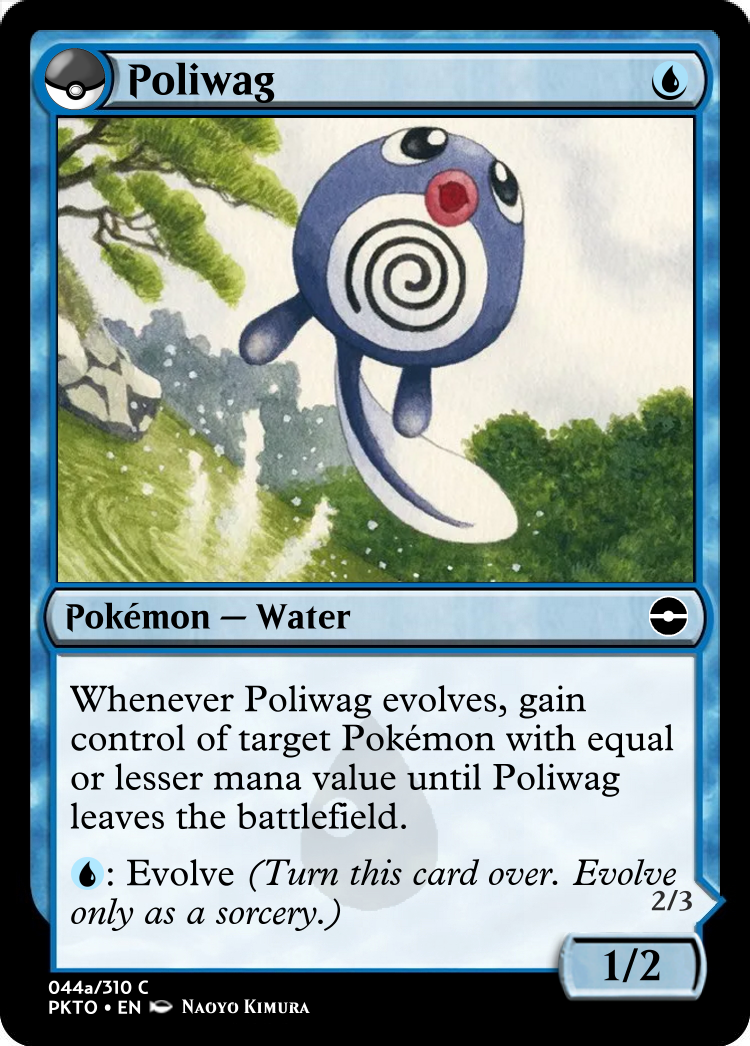 Poliwag
Pokémon — Water
Whenever Poliwag evolves, gain
control of target Pokémon with equal
or lesser mana value until Poliwag
leaves the battlefield.
: Evolve (Turn this card over. Evolve
only as a sorcery.)
2/3
1/2
044a/310 C
PKTO • EN Naoyo Kimura